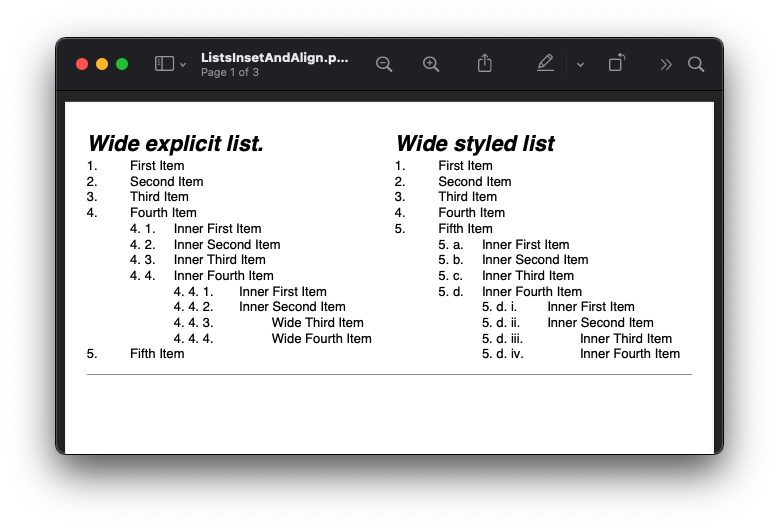 ListsInsetAndAlign.p...
Page 1 of 3
Wide explicit list.
1. First Item
2. Second Item
3. Third Item
4. Fourth Item
4. 1. Inner First Item
4. 2. Inner Second Item
4. 3. Inner Third Item
4. 4. Inner Fourth Item
4. 4. 1. Inner First Item
4. 4. 2. Inner Second Item
4. 4. 3. Wide Third Item
4. 4. 4. Wide Fourth Item
5. Fifth Item
Wide styled list
1. First Item
2. Second Item
3. Third Item
4. Fourth Item
5. Fifth Item
5. a. Inner First Item
5. b. Inner Second Item
5. c. Inner Third Item
5. d. Inner Fourth Item
5. d. i. Inner First Item
5. d. ii. Inner Second Item
5. d. iii. Inner Third Item
5. d. iv. Inner Fourth Item